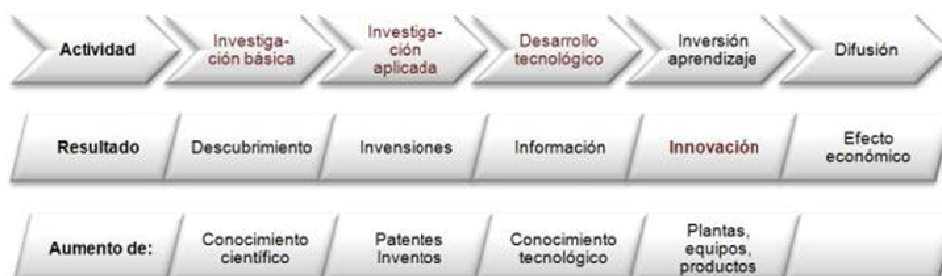 Actividad
Investiga-
ción básica
Investiga-
ción
aplicada
Desarrollo
tecnológico
Inversión
aprendizaje
Difusión
Resultado
Descubrimiento
Invensiones
Información
Innovación
Efecto
económico
Aumento de:
Conocimiento
científico
Patentes
Inventos
Conocimiento
tecnológico
Plantas,
equipos,
productos